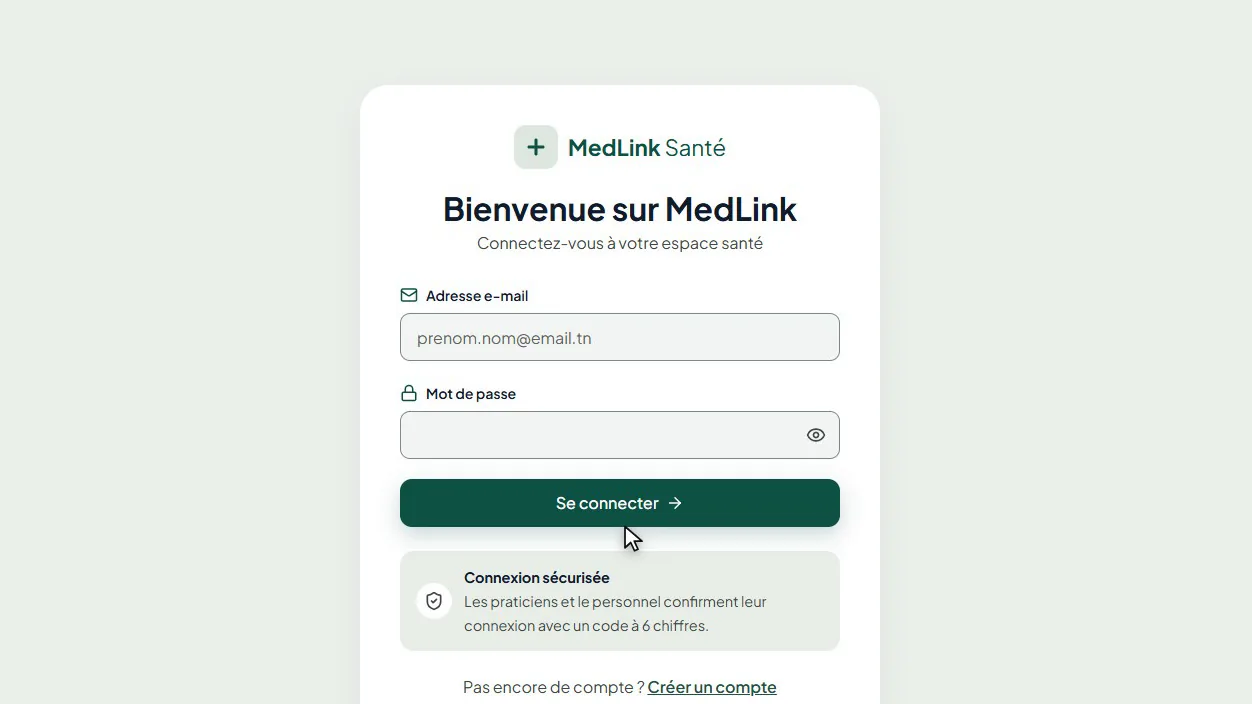 MedLink Santé
Bienvenue sur MedLink
Connectez-vous à votre espace santé
Adresse e-mail
prenom.nom@email.tn
Mot de passe
Se connecter →
Connexion sécurisée
Les praticiens et le personnel confirment leur
connexion avec un code à 6 chiffres.
Pas encore de compte ? Créer un compte